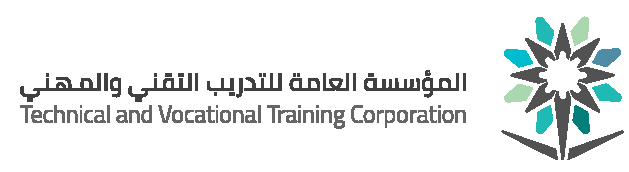 المؤسسة العامة للتدريب التقني والمهني
Technical and Vocational Training Corporation